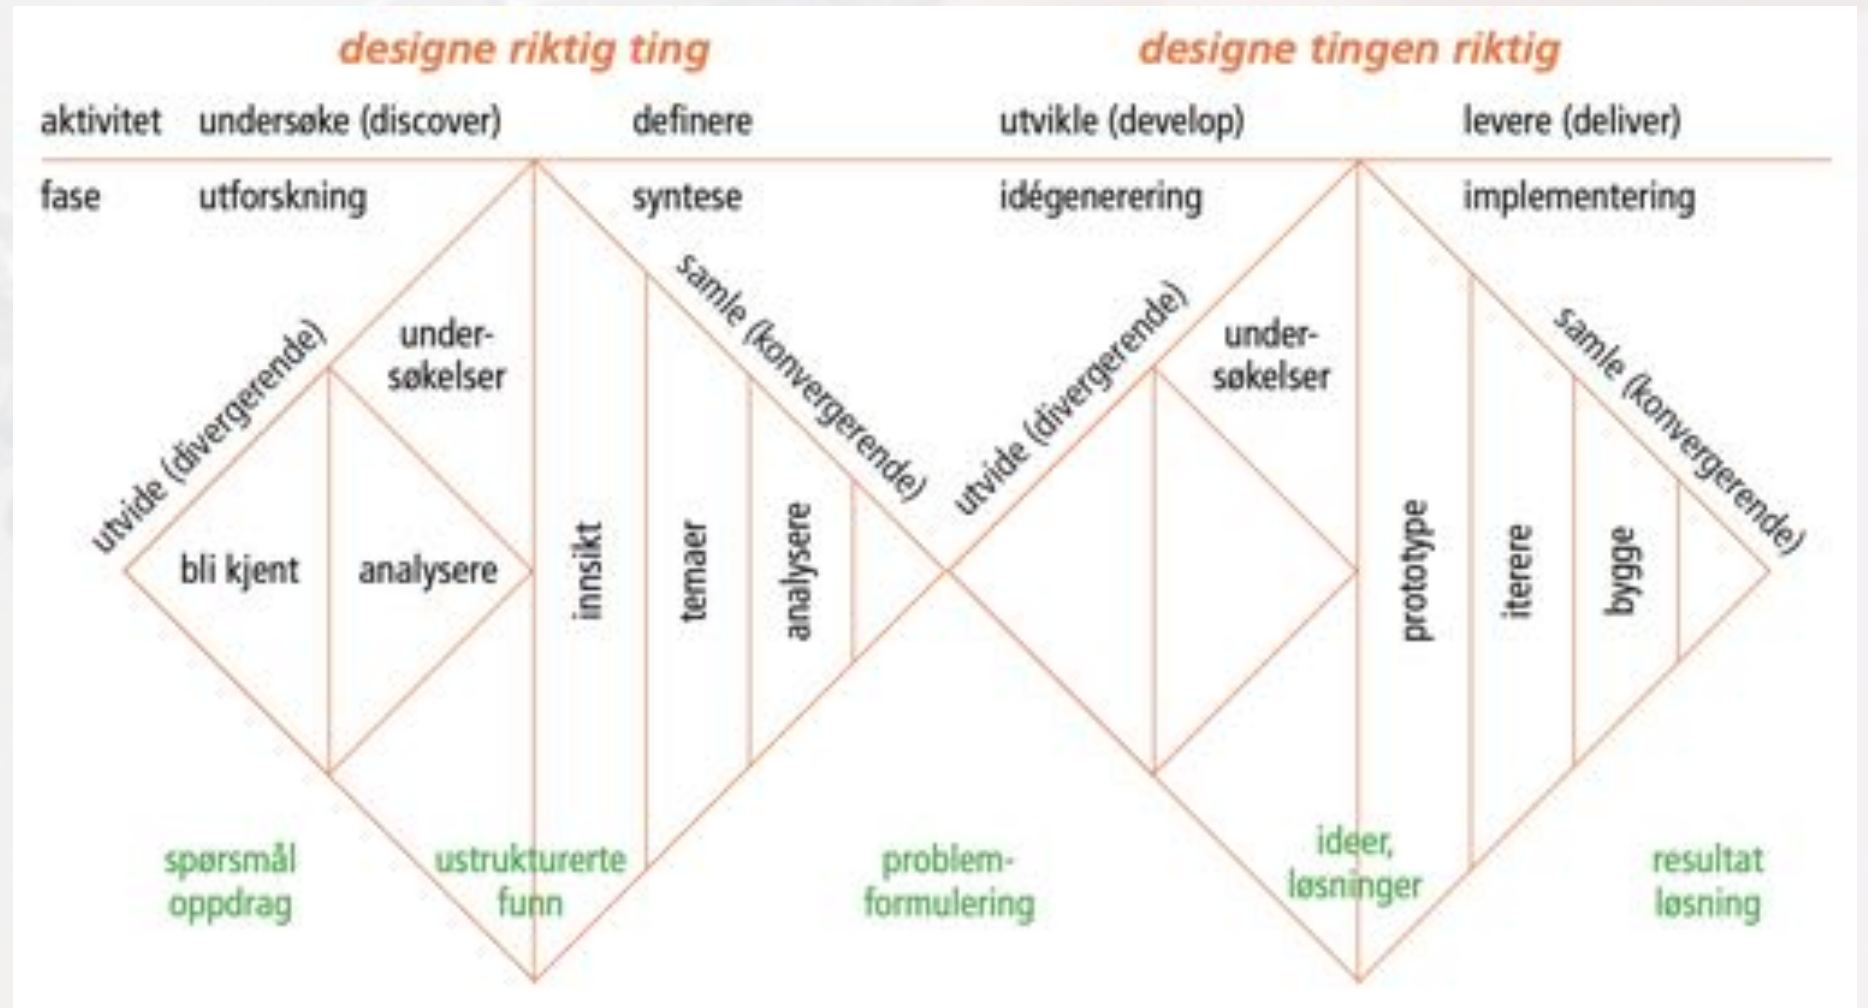 designe riktig ting
designe tingen riktig
aktivitet undersøke (discover) definere utvikle (develop) levere (deliver)
fase utforskning syntese idégenerering implementering
utvide (divergerende)
under-
søkelser
samle (konvergerende)
bli kjent
analysere
innsikt
temaer
analysere
utvide (divergerende)
under-
søkelser
samle (konvergerende)
prototype
iterere
bygge
spørsmål
oppdrag
ustrukturerte
funn
problem-
formulering
ideer,
løsninger
resultat
løsning